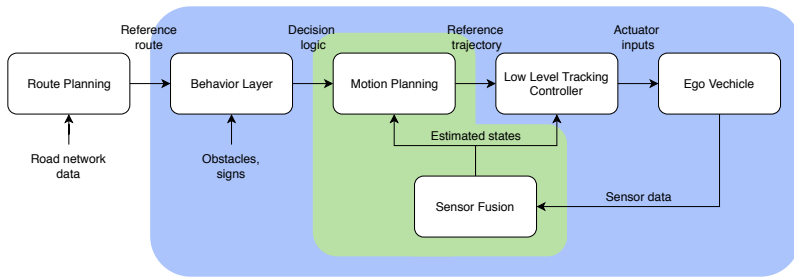 Reference
route
Decision
logic
Reference
trajectory
Actuator
inputs
Route Planning
Behavior Layer
Motion Planning
Low Level Tracking
Controller
Ego Vechicle
Road network
data
Obstacles,
signs
Estimated states
Sensor Fusion
Sensor data